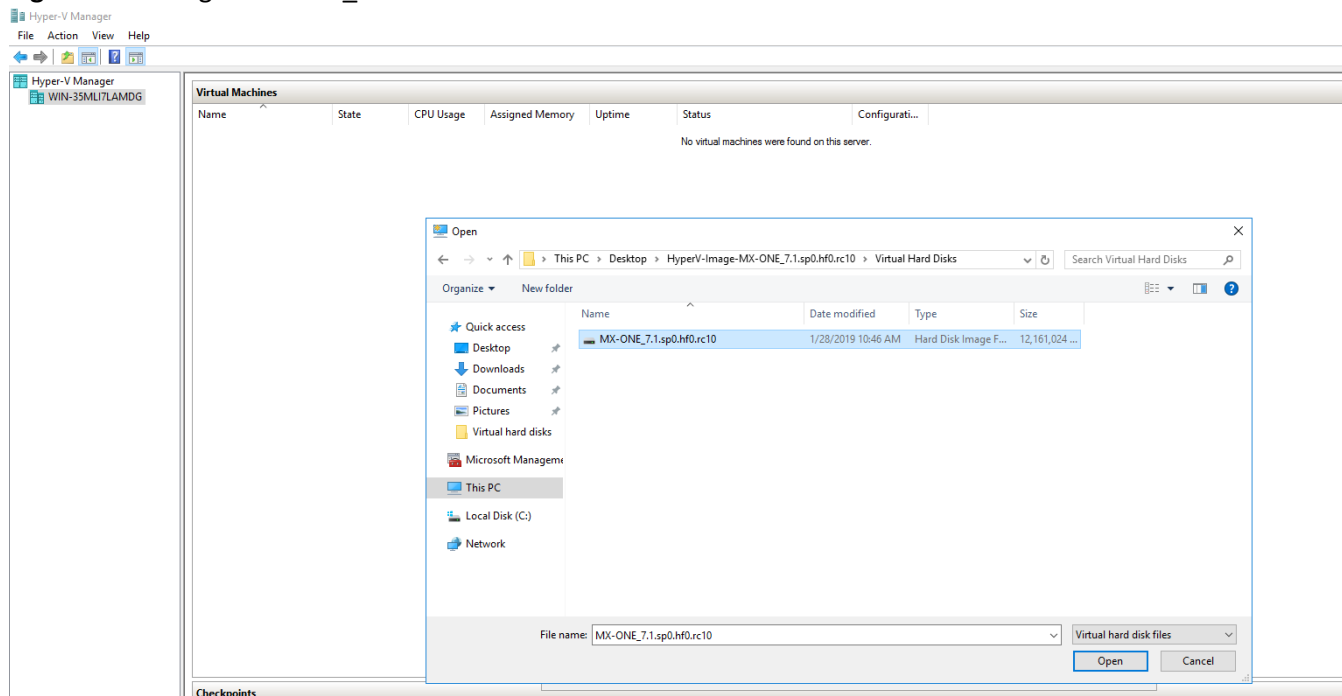 Hyper-V Manager
File Action View Help
Hyper-V Manager
WIN-35MLI7LAMDG
Virtual Machines
Name State CPU Usage Assigned Memory Uptime Status Configurati...
No virtual machines were found on this server.
Open
This PC > Desktop > HyperV-Image-MX-ONE_7.1.sp0.hf0.rc10 > Virtual Hard Disks
Search Virtual Hard Disks
Organize New folder
Name Date modified Type Size
MX-ONE_7.1.sp0.hf0.rc10 1/28/2019 10:46 AM Hard Disk Image F... 12,161,024 ...
Quick access
Desktop
Downloads
Documents
Pictures
Virtual hard disks
Microsoft Manageme
This PC
Local Disk (C:)
Network
File name: MX-ONE_7.1.sp0.hf0.rc10 Virtual hard disk files
Open Cancel
Checkpoints